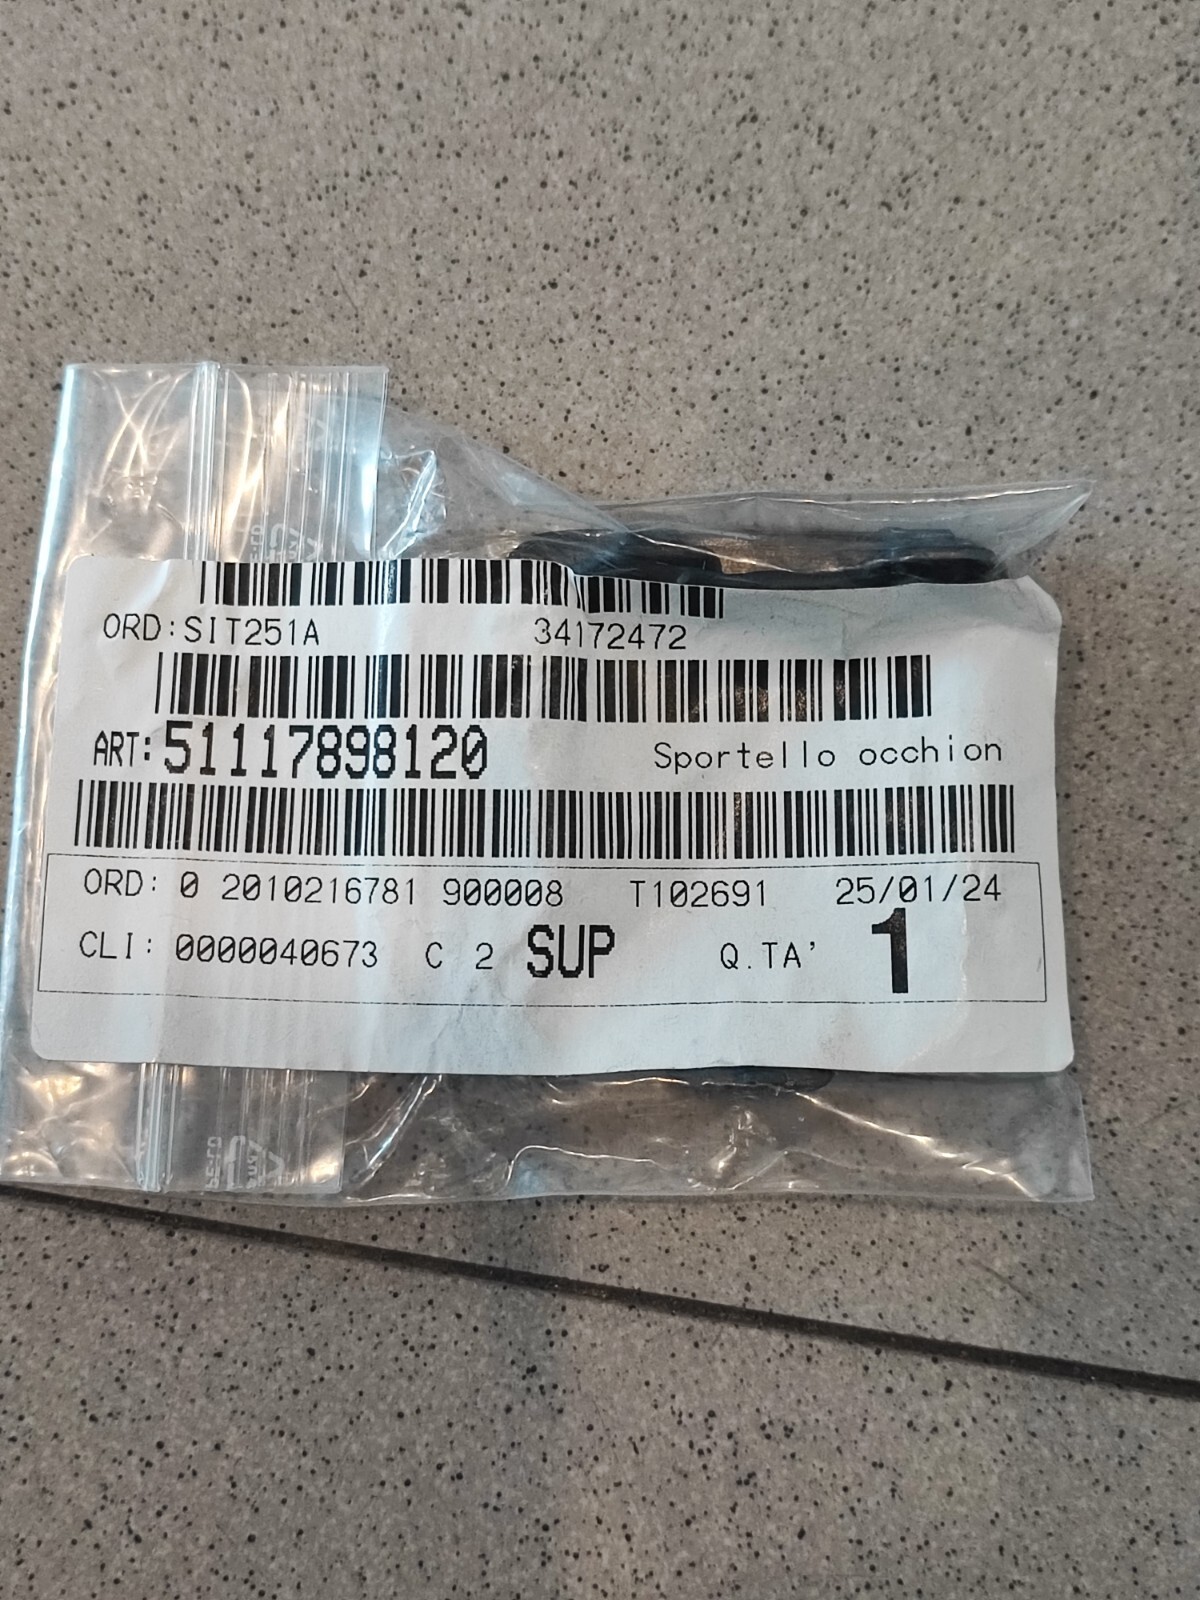 ORD:SIT251A 34172472
ART:51117898120 Sportello occhion
ORD: 0 2010216781 900008 T102691 25/01/24
CLI: 0000040673 C 2 SUP Q.TA' 1